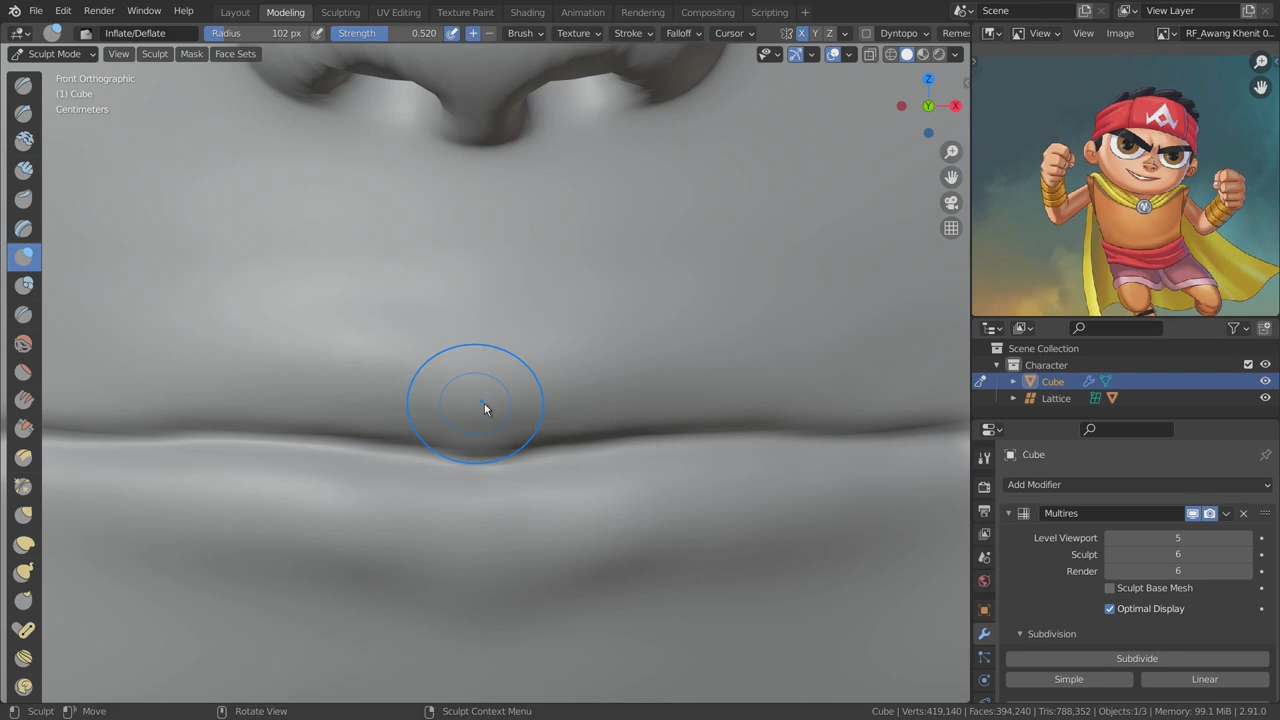 File Edit Render Window Help Layout Modeling Sculpting UV Editing Texture Paint Shading Animation Rendering Compositing Scripting + Scene View Layer
Inflate/Deflate Radius 102 px Strength 0.520 + Brush Texture Stroke Falloff Cursor X Y Z Dyntopo Remes View View Image RF_Awang Khenit 0...
Sculpt Mode View Sculpt Mask Face Sets
Front Orthographic
(1) Cube
Centimeters
Z
Y
X
Scene Collection
Character
Cube
Lattice
Cube
Add Modifier
Multires
Level Viewport 5
Sculpt 6
Render 6
Sculpt Base Mesh
Optimal Display
Subdivision
Subdivide
Simple Linear
Sculpt Move Rotate View Sculpt Context Menu Cube | Verts:419,140 | Faces:394,240 | Tris:788,352 | Objects:1/3 | Memory: 99.1 MiB | 2.91.0